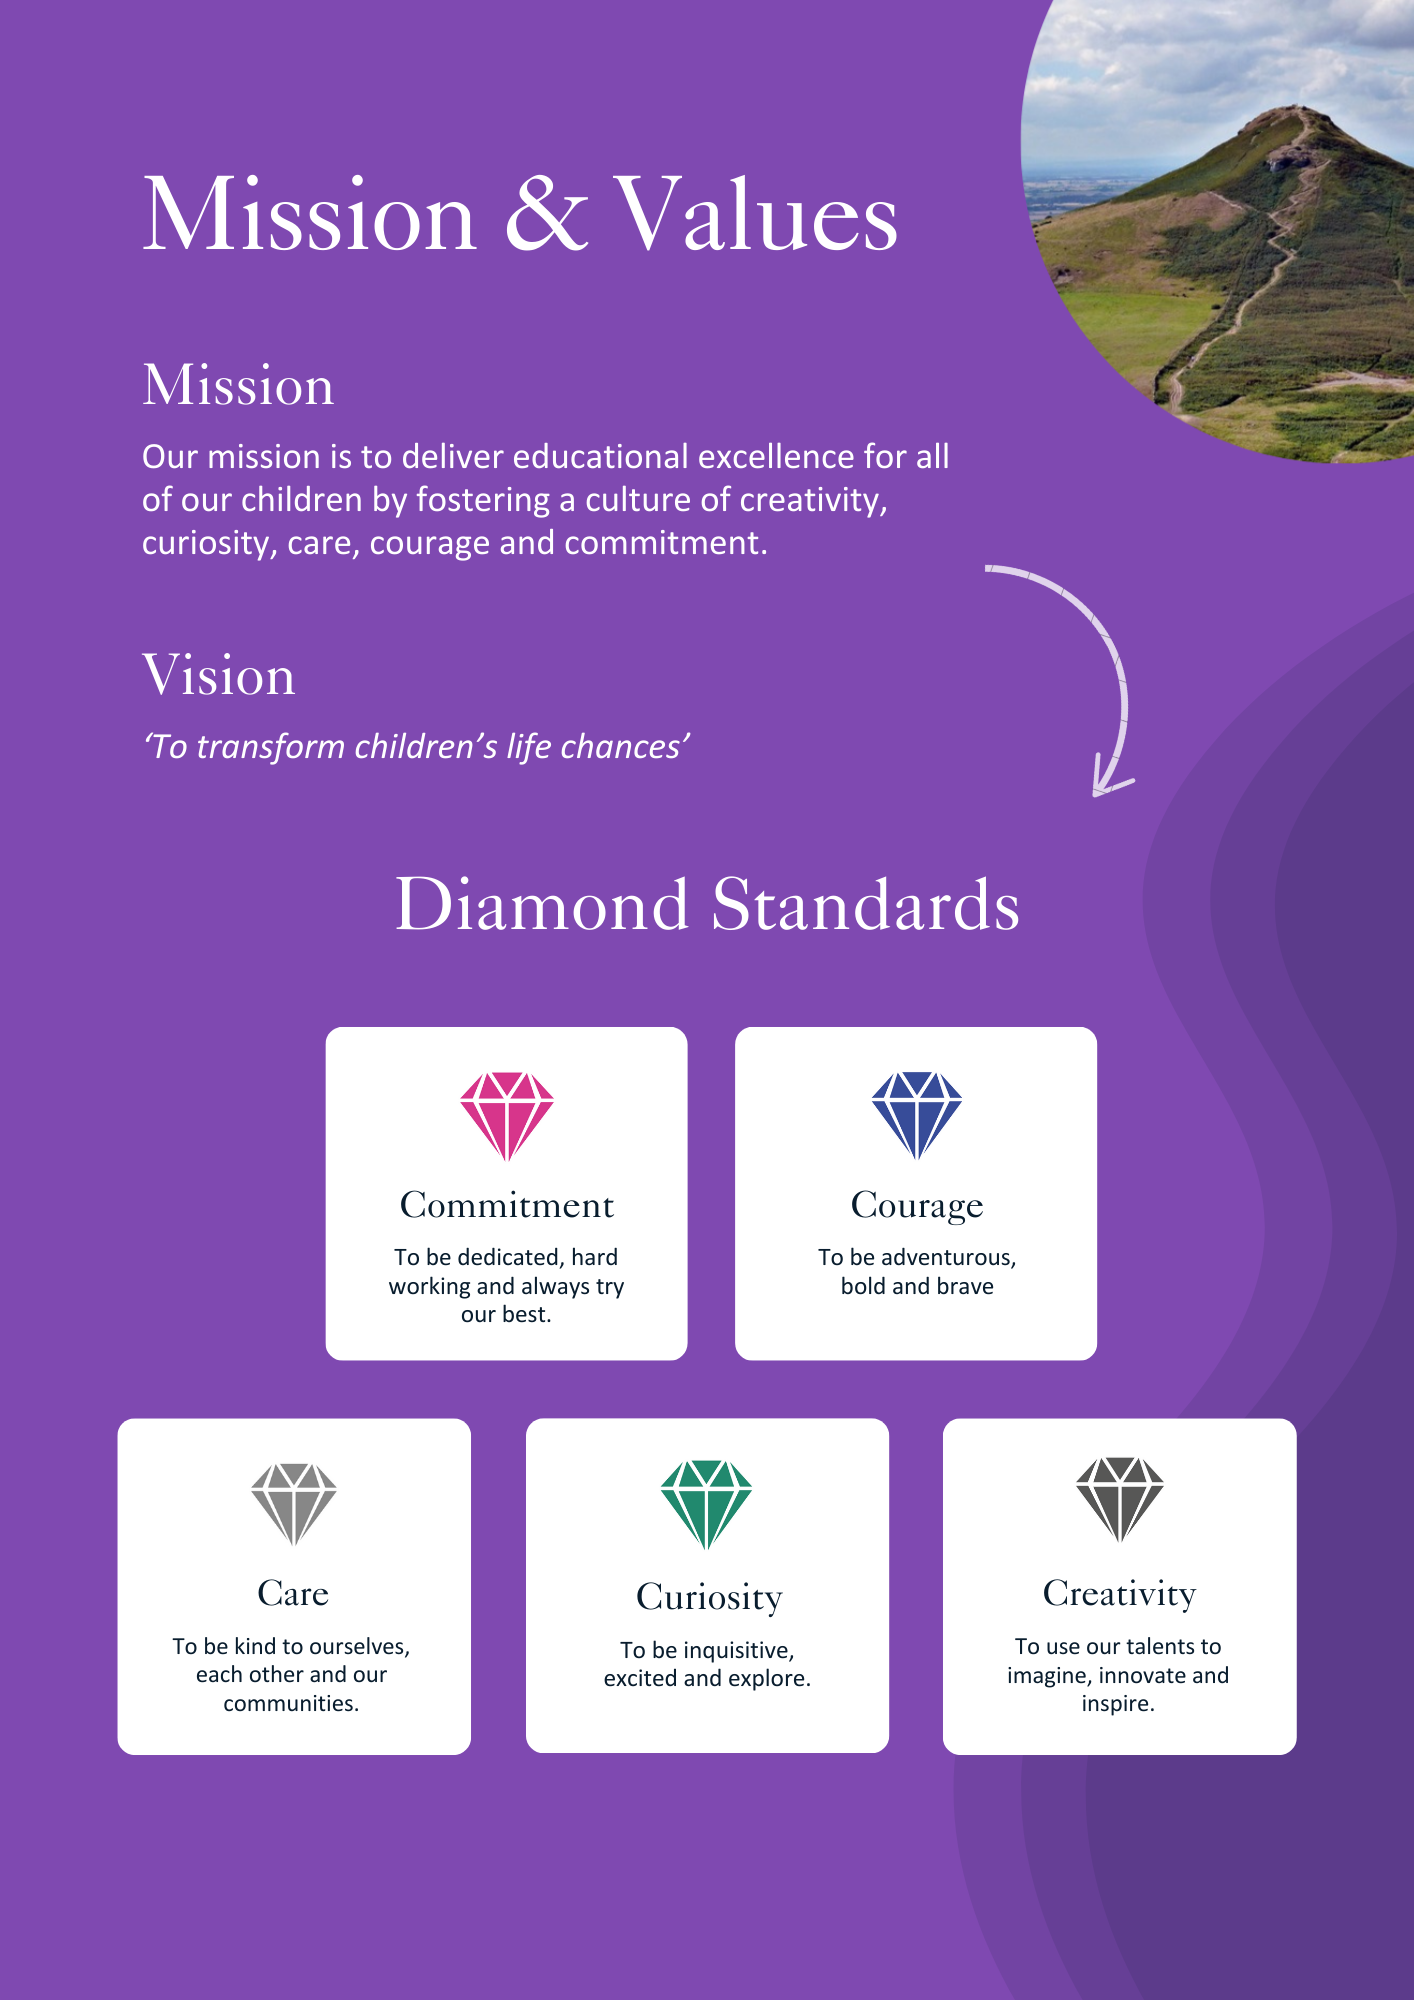 Mission & Values
Mission
Our mission is to deliver educational excellence for all
of our children by fostering a culture of creativity,
curiosity, care, courage and commitment.
Vision
‘To transform children’s life chances’
Diamond Standards
Commitment
To be dedicated, hard
working and always try
our best.
Courage
To be adventurous,
bold and brave
Care
To be kind to ourselves,
each other and our
communities.
Curiosity
To be inquisitive,
excited and explore.
Creativity
To use our talents to
imagine, innovate and
inspire.